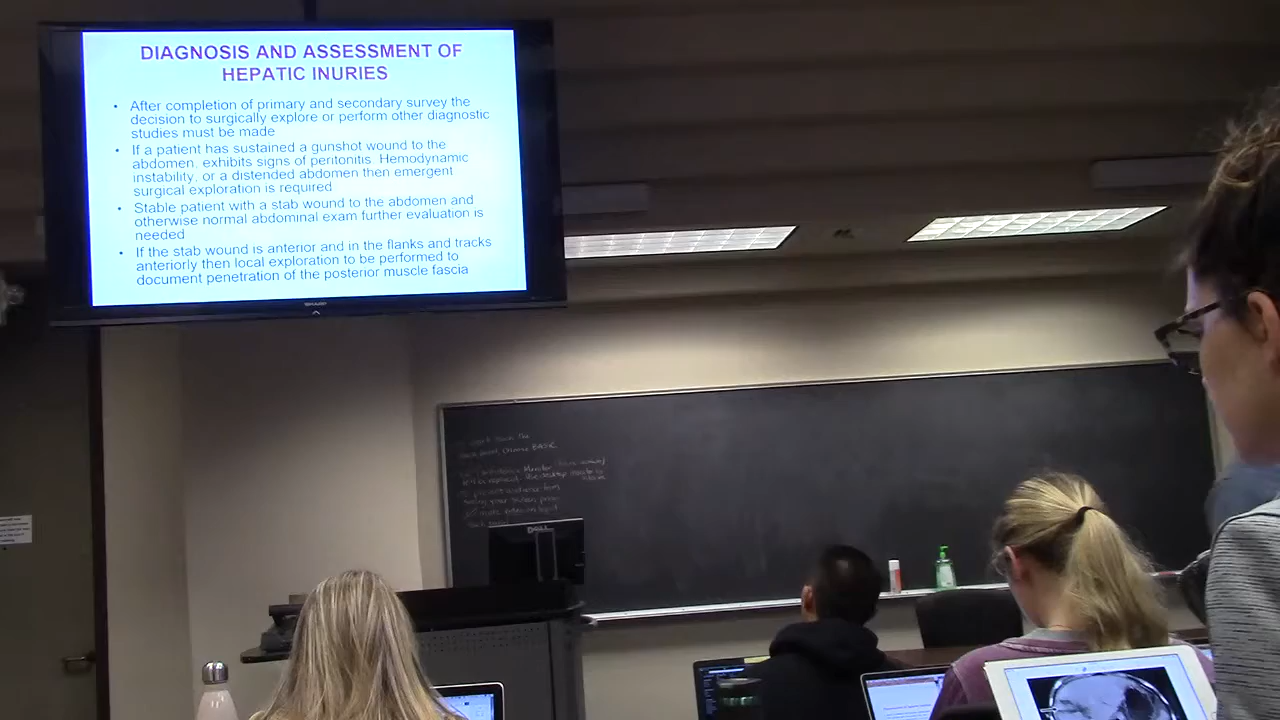 DIAGNOSIS AND ASSESSMENT OF
HEPATIC INURIES
• After completion of primary and secondary survey the
decision to surgically explore or perform other diagnostic
studies must be made
• If a patient has sustained a gunshot wound to the
abdomen, exhibits signs of peritonitis. Hemodynamic
instability, or a distended abdomen then emergent
surgical exploration is required
• Stable patient with a stab wound to the abdomen and
otherwise normal abdominal exam further evaluation is
needed
• If the stab wound is anterior and in the flanks and tracks
anteriorly then local exploration to be performed to
document penetration of the posterior muscle fascia
SHARP
DELL